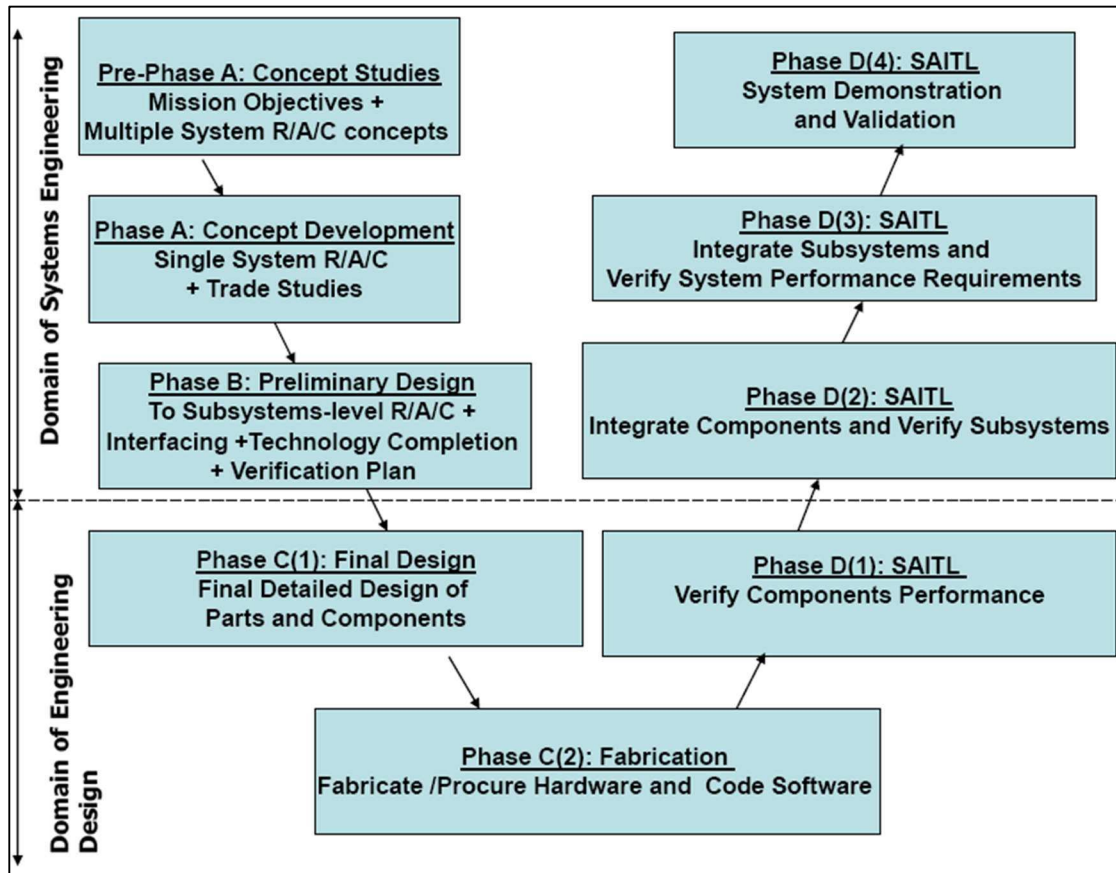 Domain of Systems Engineering
Pre-Phase A: Concept Studies
Mission Objectives +
Multiple System R/A/C concepts
Phase A: Concept Development
Single System R/A/C
+ Trade Studies
Phase B: Preliminary Design
To Subsystems-level R/A/C +
Interfacing +Technology Completion
+ Verification Plan
Domain of Engineering
Design
Phase C(1): Final Design
Final Detailed Design of
Parts and Components
Phase C(2): Fabrication
Fabricate /Procure Hardware and Code Software
Phase D(1): SAITL
Verify Components Performance
Phase D(2): SAITL
Integrate Components and Verify Subsystems
Phase D(3): SAITL
Integrate Subsystems and
Verify System Performance Requirements
Phase D(4): SAITL
System Demonstration
and Validation